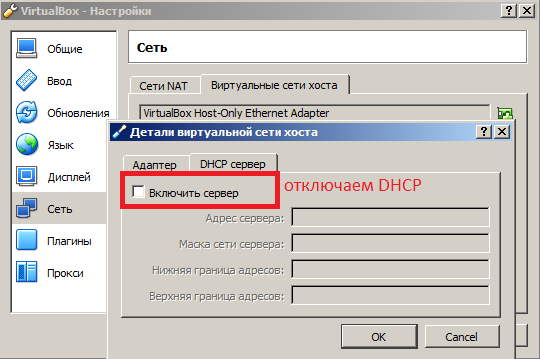 VirtualBox - Настройки
Общие
Ввод
Обновления
Язык
Дисплей
Сеть
Плагины
Прокси
Сеть
Сети NAT
Виртуальные сети хоста
VirtualBox Host-Only Ethernet Adapter
Детали виртуальной сети хоста
Адаптер
DHCP сервер
Включить сервер
отключаем DHCP
Адрес сервера:
Маска сети сервера:
Нижняя граница адресов:
Верхняя граница адресов:
OK
Cancel